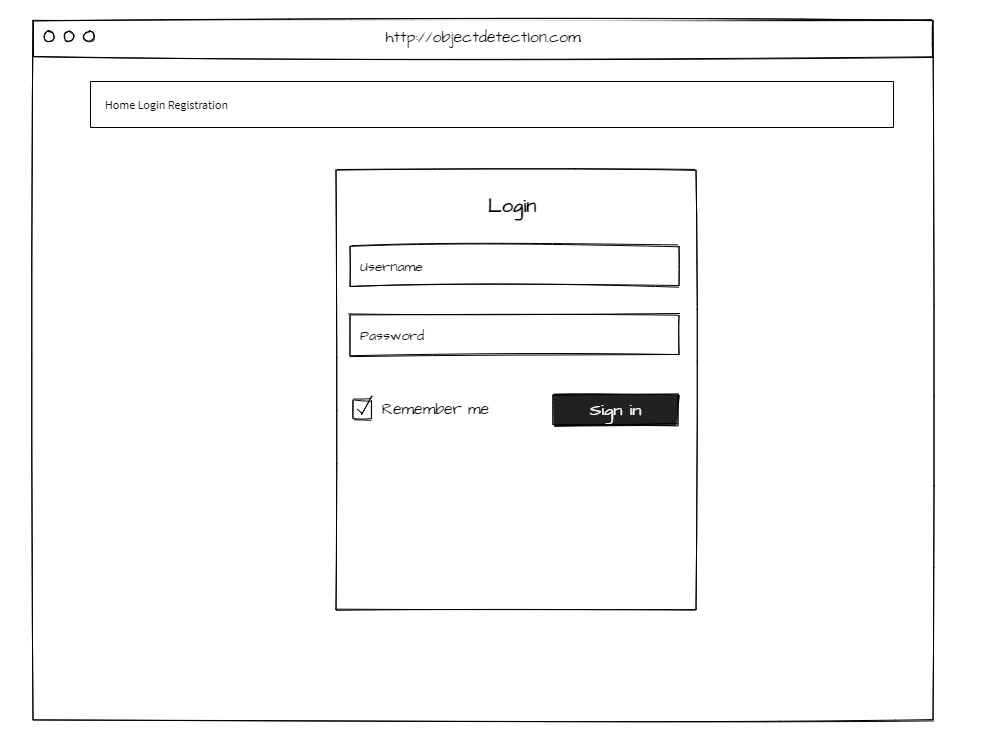 http://objectdetection.com
Home Login Registration
Login
Username
Password
Remember me
Sign in